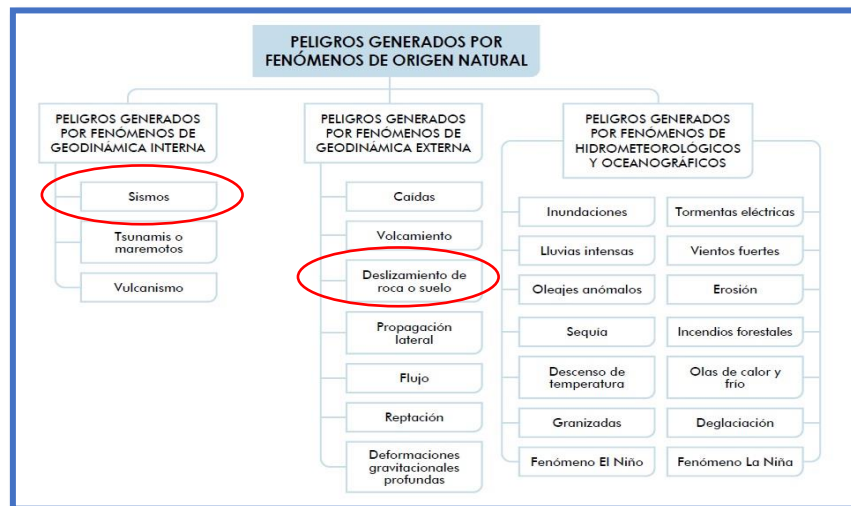 PELIGROS GENERADOS POR
FENÓMENOS DE ORIGEN NATURAL
PELIGROS GENERADOS
POR FENÓMENOS DE
GEODINÁMICA INTERNA
Sismos
Tsunamis o
maremotos
Vulcanismo
PELIGROS GENERADOS
POR FENÓMENOS DE
GEODINÁMICA EXTERNA
Caídas
Volcamiento
Deslizamiento de
roca o suelo
Propagación
lateral
Flujo
Reptación
Deformaciones
gravitacionales
profundas
PELIGROS GENERADOS
POR FENÓMENOS DE
HIDROMETEOROLÓGICOS
Y OCEANOGRÁFICOS
Inundaciones
Lluvias intensas
Oleajes anómalos
Sequía
Descenso de
temperatura
Granizadas
Fenómeno El Niño
Tormentas eléctricas
Vientos fuertes
Erosión
Incendios forestales
Olas de calor y
frío
Deglaciación
Fenómeno La Niña